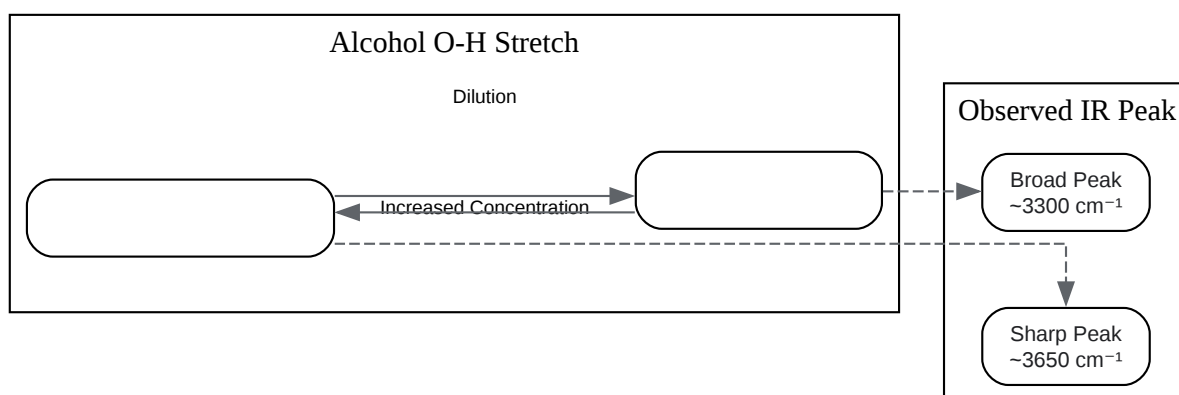 Alcohol O-H Stretch
Dilution
Increased Concentration
Observed IR Peak
Broad Peak
~3300 cm⁻¹
Sharp Peak
~3650 cm⁻¹